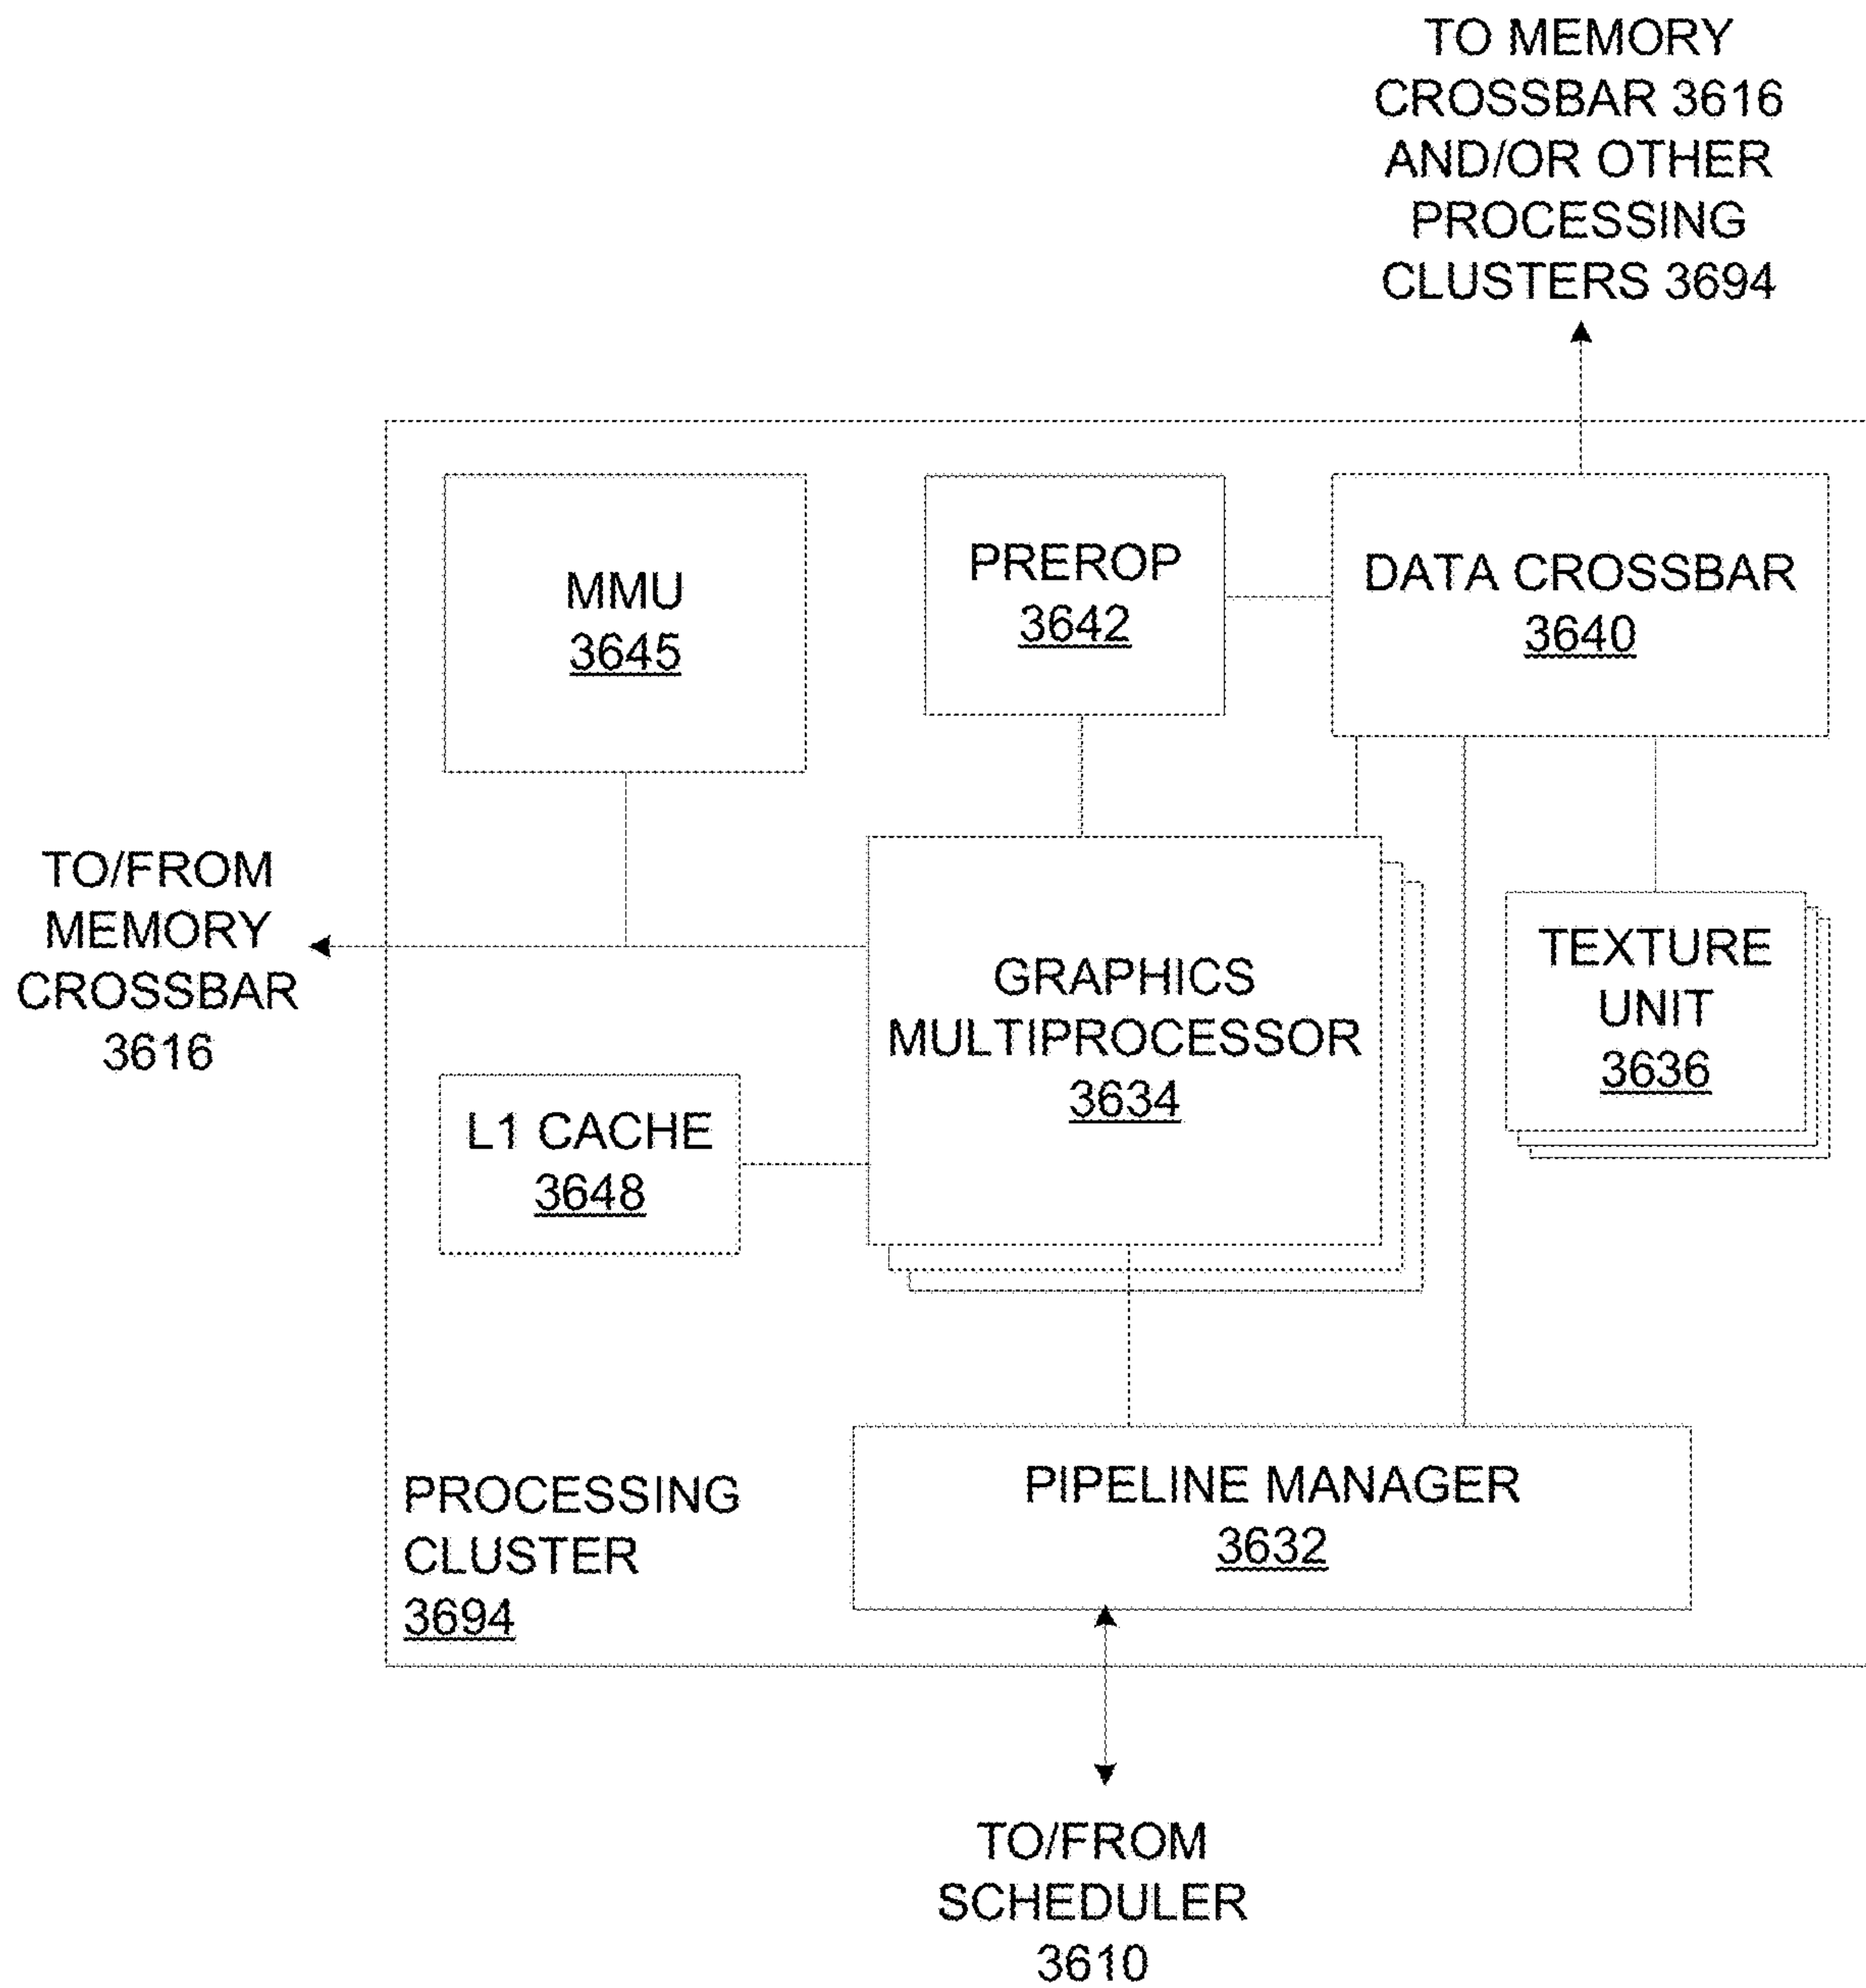 TO MEMORY
CROSSBAR 3616
AND/OR OTHER
PROCESSING
CLUSTERS 3694
MMU
3645
PREROP
3642
DATA CROSSBAR
3640
TO/FROM
MEMORY
CROSSBAR
3616
GRAPHICS
MULTIPROCESSOR
3634
TEXTURE
UNIT
3636
L1 CACHE
3648
PROCESSING
CLUSTER
3694
PIPELINE MANAGER
3632
TO/FROM
SCHEDULER
3610